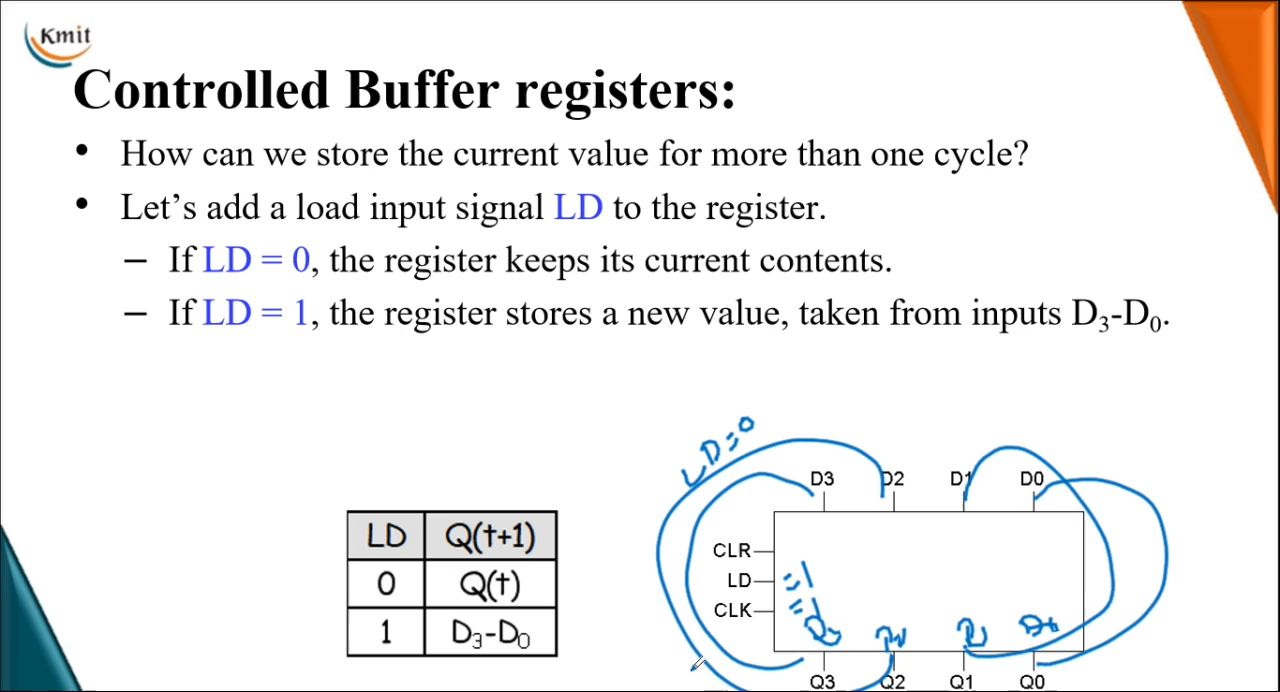 Kmit
Controlled Buffer registers:
• How can we store the current value for more than one cycle?
• Let's add a load input signal LD to the register.
– If LD = 0, the register keeps its current contents.
– If LD = 1, the register stores a new value, taken from inputs D₃-D₀.
LD=0
D3 D2 D1 D0
LD Q(t+1)
0 Q(t)
1 D₃-D₀
CLR
LD =1
CLK
Q3 Q2 Q1 Q0